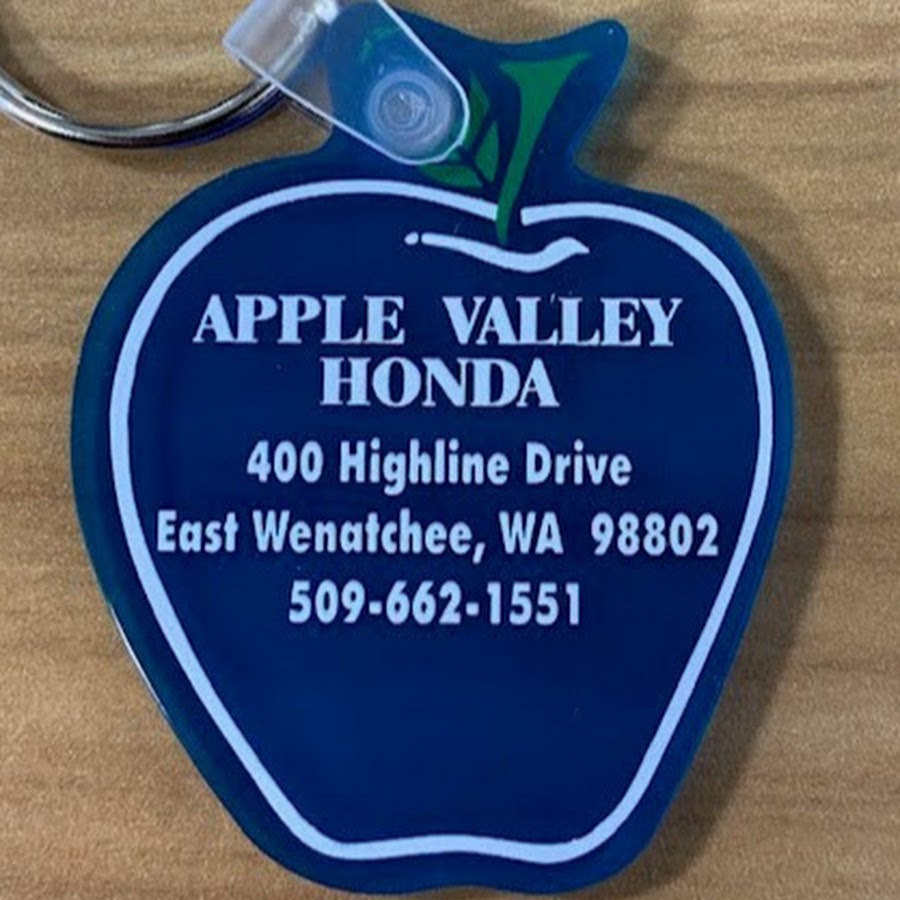 APPLE VALLEY
HONDA
400 Highline Drive
East Wenatchee, WA 98802
509-662-1551